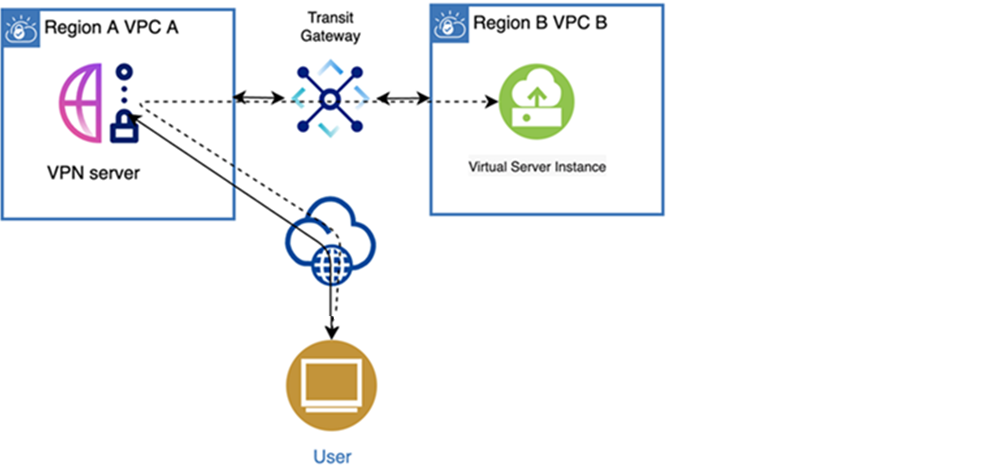 Region A VPC A
Transit
Gateway
Region B VPC B
VPN server
Virtual Server Instance
User